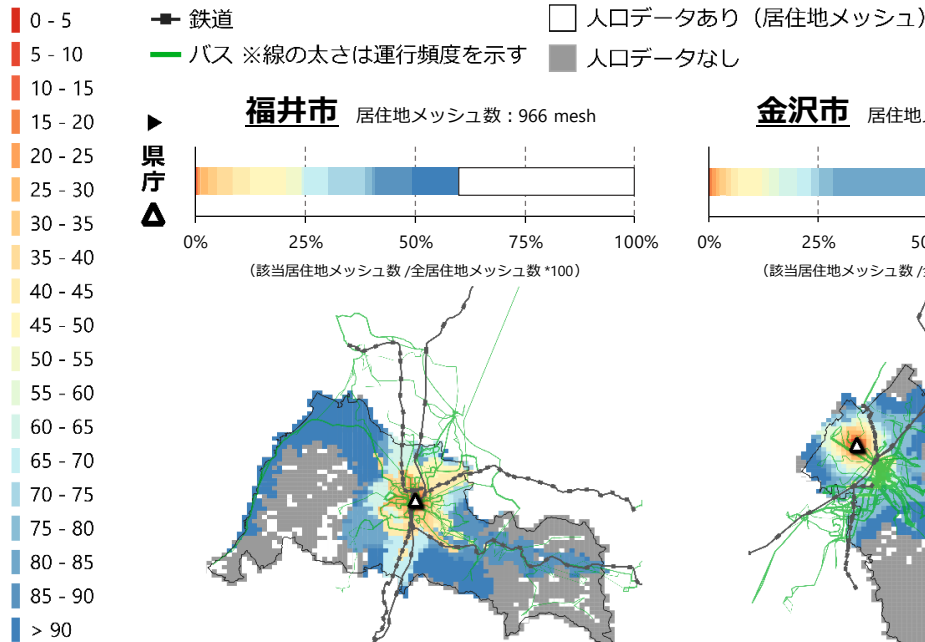 0 - 5
5 - 10
10 - 15
15 - 20
20 - 25
25 - 30
30 - 35
35 - 40
40 - 45
45 - 50
50 - 55
55 - 60
60 - 65
65 - 70
70 - 75
75 - 80
80 - 85
85 - 90
> 90
鉄道
バス ※線の太さは運行頻度を示す
人口データあり（居住地メッシュ）
人口データなし
県庁
福井市 居住地メッシュ数：966 mesh
0% 25% 50% 75% 100%
（該当居住地メッシュ数 /全居住地メッシュ数 *100）
金沢市 居住地
0% 25% 50
（該当居住地メッシュ数 /